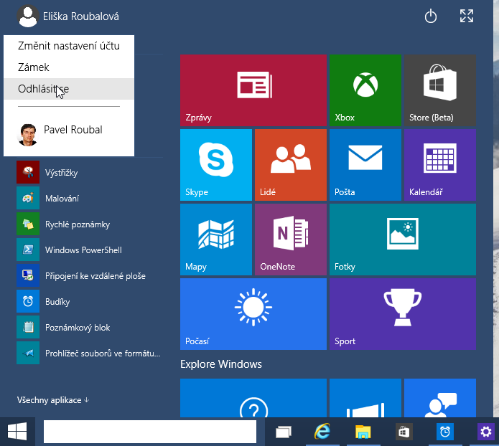 Eliška Roubalová
Změnit nastavení účtu
Zámek
Odhlásit se
Pavel Roubal
Výstřižky
Malování
Rychlé poznámky
Windows PowerShell
Připojení ke vzdálené ploše
Budíky
Poznámkový blok
Prohlížeč souborů ve formátu...
Všechny aplikace
Zprávy
Xbox
Store (Beta)
Skype
Lidé
Pošta
Kalendář
Mapy
OneNote
Fotky
Počasí
Sport
Explore Windows